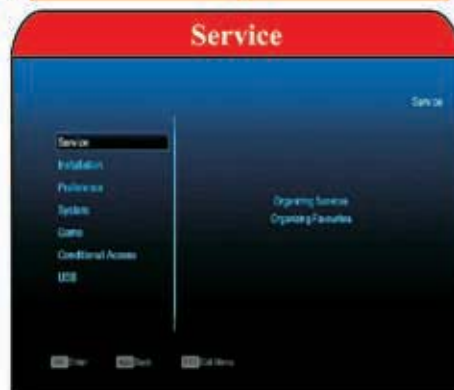 Service
Service
Service
Installation
Preference
System
Game
Conditional Access
USB
Organizing Services
Organizing Favourites
Enter
Back
Exit Menu